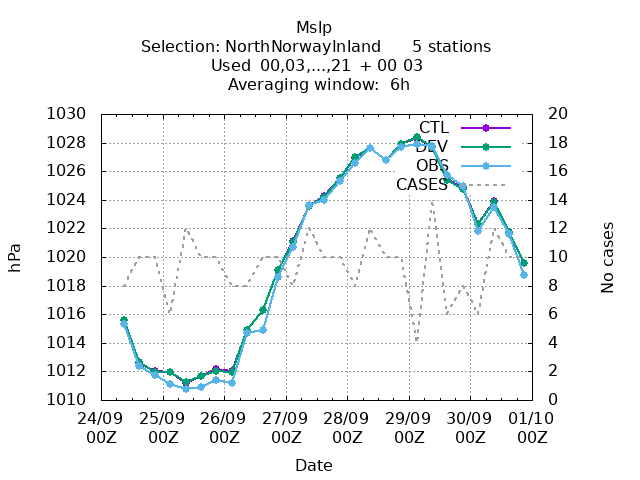 Mslp
Selection: NorthNorwayInland 5 stations
Used 00,03,...,21 + 00 03
Averaging window: 6h
1030 20
CTL
1028 18
DEV
1026 16
OBS
CASES
1024 14
1022 12
1020 10
1018 8
1016 6
1014 4
1012 2
1010 0
hPa
No cases
24/09 25/09 26/09 27/09 28/09 29/09 30/09 01/10
00Z 00Z 00Z 00Z 00Z 00Z 00Z 00Z
Date